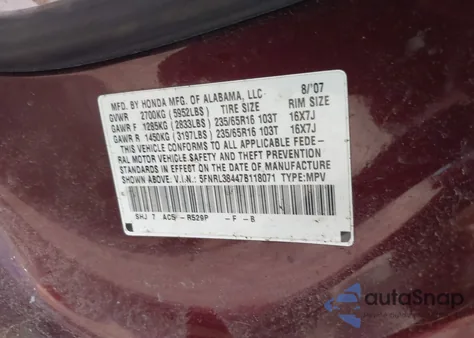 MFD. BY HONDA MFG. OF ALABAMA, LLC 8/'07
GVWR 2700KG (5952LBS) TIRE SIZE RIM SIZE
GAWR F 1285KG (2833LBS) 235/65R16 103T 16X7J
GAWR R 1450KG (3197LBS) 235/65R16 103T 16X7J
THIS VEHICLE CONFORMS TO ALL APPLICABLE FEDE-
RAL MOTOR VEHICLE SAFETY AND THEFT PREVENTION
STANDARDS IN EFFECT ON THE DATE OF MANUFACTURE
SHOWN ABOVE. V.I.N.: 5FNRL38447B118071 TYPE:MPV
SHJ 7 AC5 R529P -F -B
autoSnap